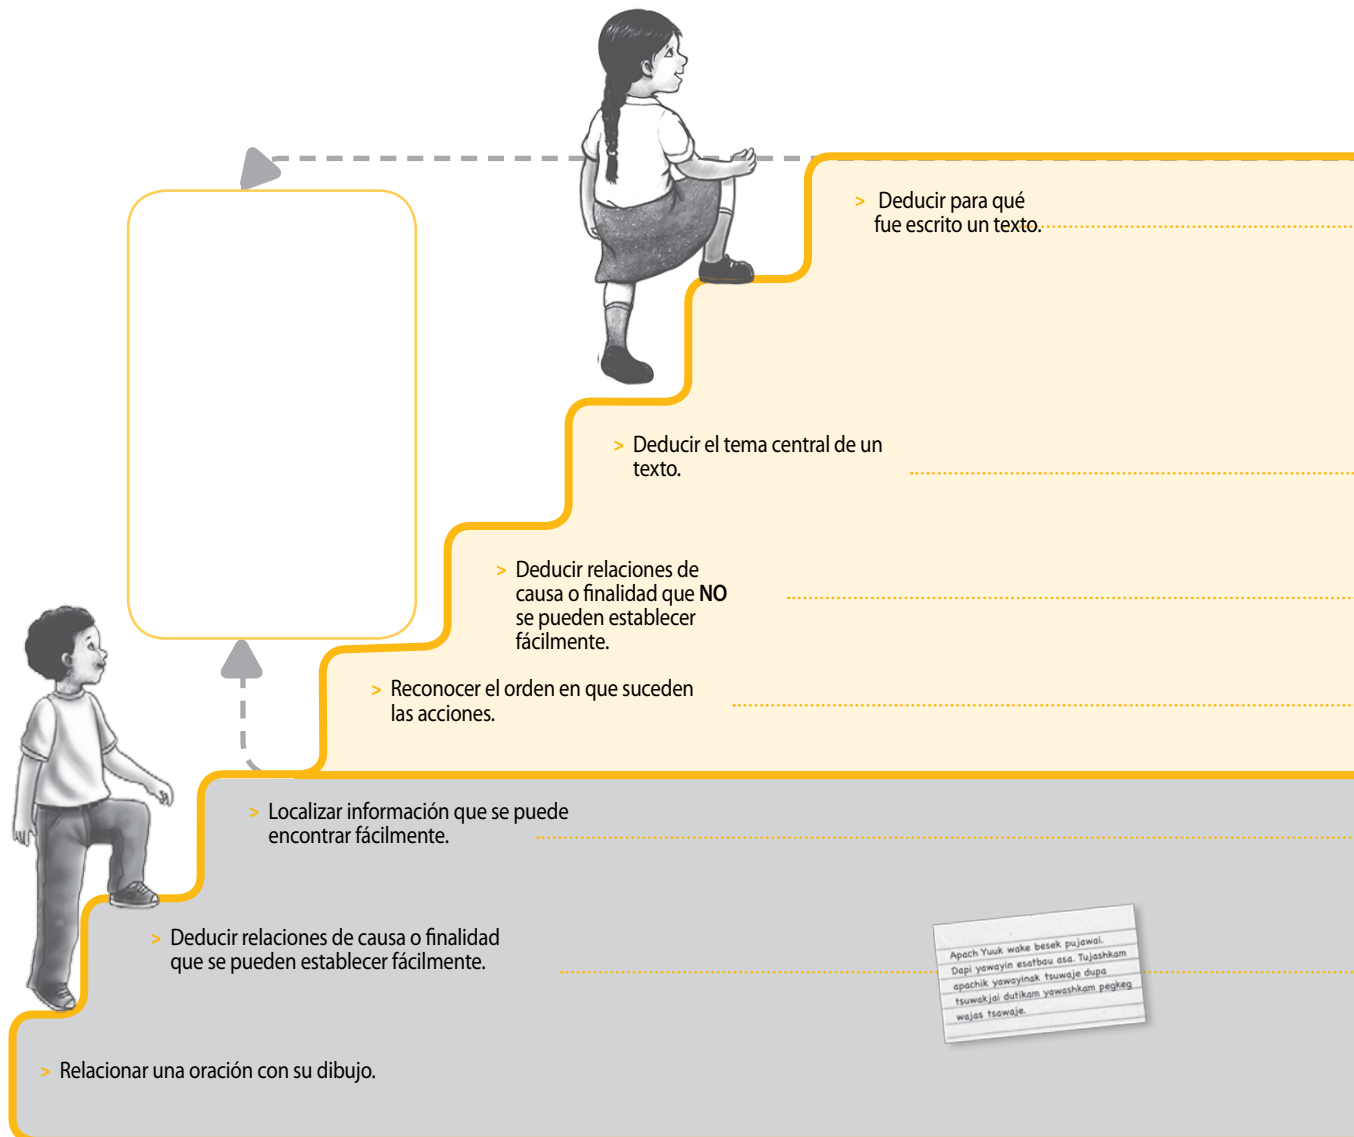 > Deducir para qué
fue escrito un texto.
> Deducir el tema central de un
texto.
> Deducir relaciones de
causa o finalidad que NO
se pueden establecer
fácilmente.
> Reconocer el orden en que suceden
las acciones.
> Localizar información que se puede
encontrar fácilmente.
> Deducir relaciones de causa o finalidad
que se pueden establecer fácilmente.
Apach Yuuk wake besek pujawai.
Dapi yawayin esatbau asa. Tujashkam
apachik yawayinak tsuwaje dupa
tsuwakjai dutikam yawashkam pegkeg
wajas tsawaje.
> Relacionar una oración con su dibujo.